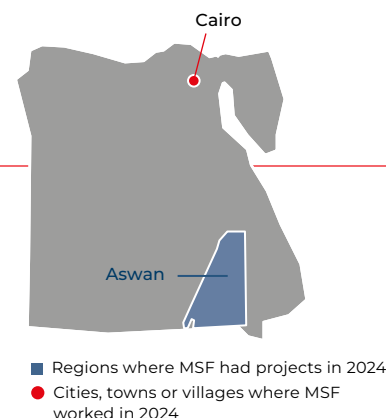 Cairo
Aswan
Regions where MSF had projects in 2024
Cities, towns or villages where MSF
worked in 2024